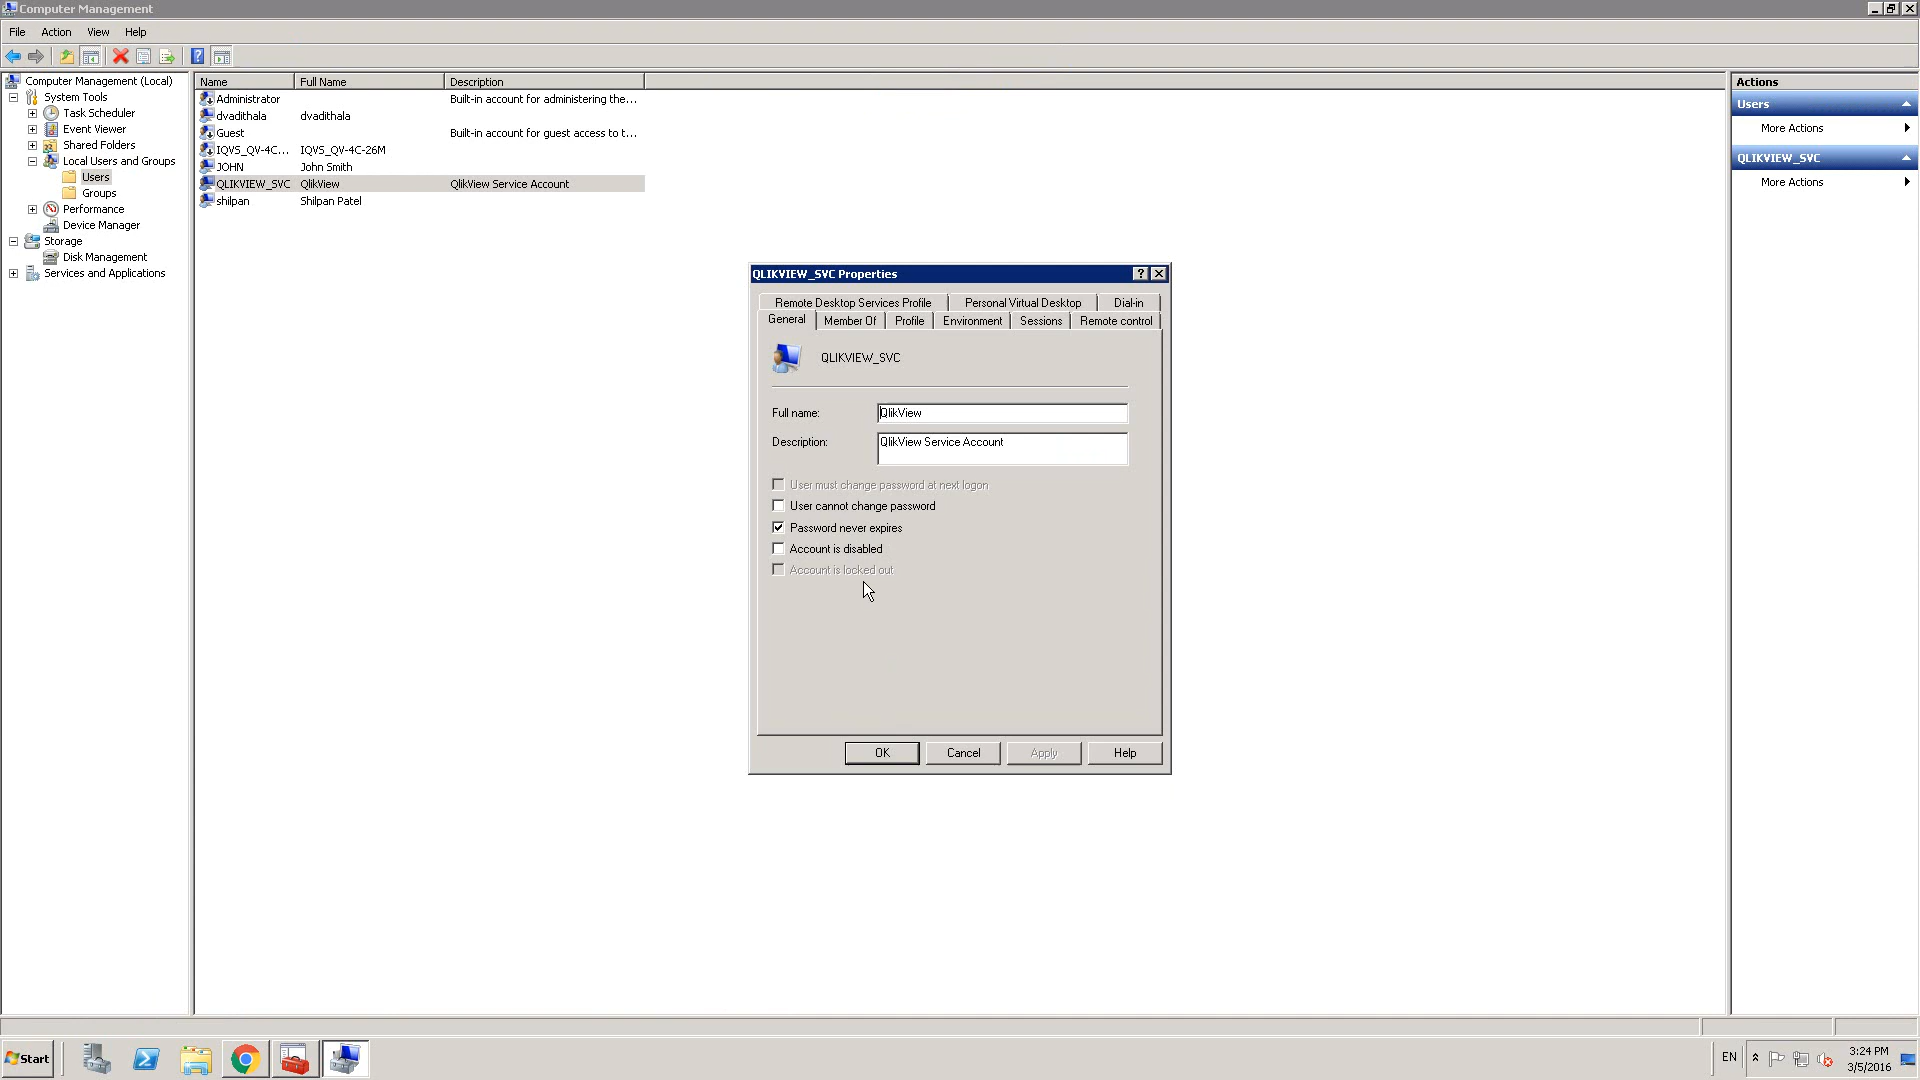 Computer Management
File Action View Help
Computer Management (Local)
System Tools
Task Scheduler
Event Viewer
Shared Folders
Local Users and Groups
Users
Groups
Performance
Device Manager
Storage
Disk Management
Services and Applications
Name Full Name Description
Administrator Built-in account for administering the...
dvadithala dvadithala
Guest Built-in account for guest access to t...
IQVS_QV-4C... IQVS_QV-4C-26M
JOHN John Smith
QLIKVIEW_SVC QlikView QlikView Service Account
shilpan Shilpan Patel
Actions
Users
More Actions
QLIKVIEW_SVC
More Actions
QLIKVIEW_SVC Properties
Remote Desktop Services Profile Personal Virtual Desktop Dial-in
General Member Of Profile Environment Sessions Remote control
QLIKVIEW_SVC
Full name: QlikView
Description: QlikView Service Account
User must change password at next logon
User cannot change password
Password never expires
Account is disabled
Account is locked out
OK Cancel Apply Help
Start
EN
3:24 PM
3/5/2016